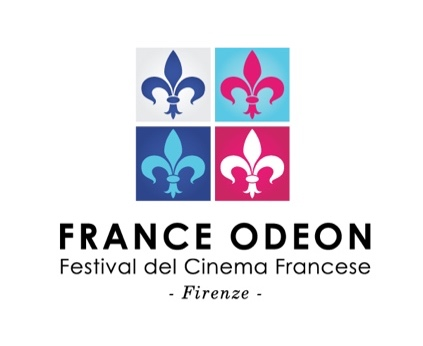 FRANCE ODEON
Festival del Cinema Francese
- Firenze -